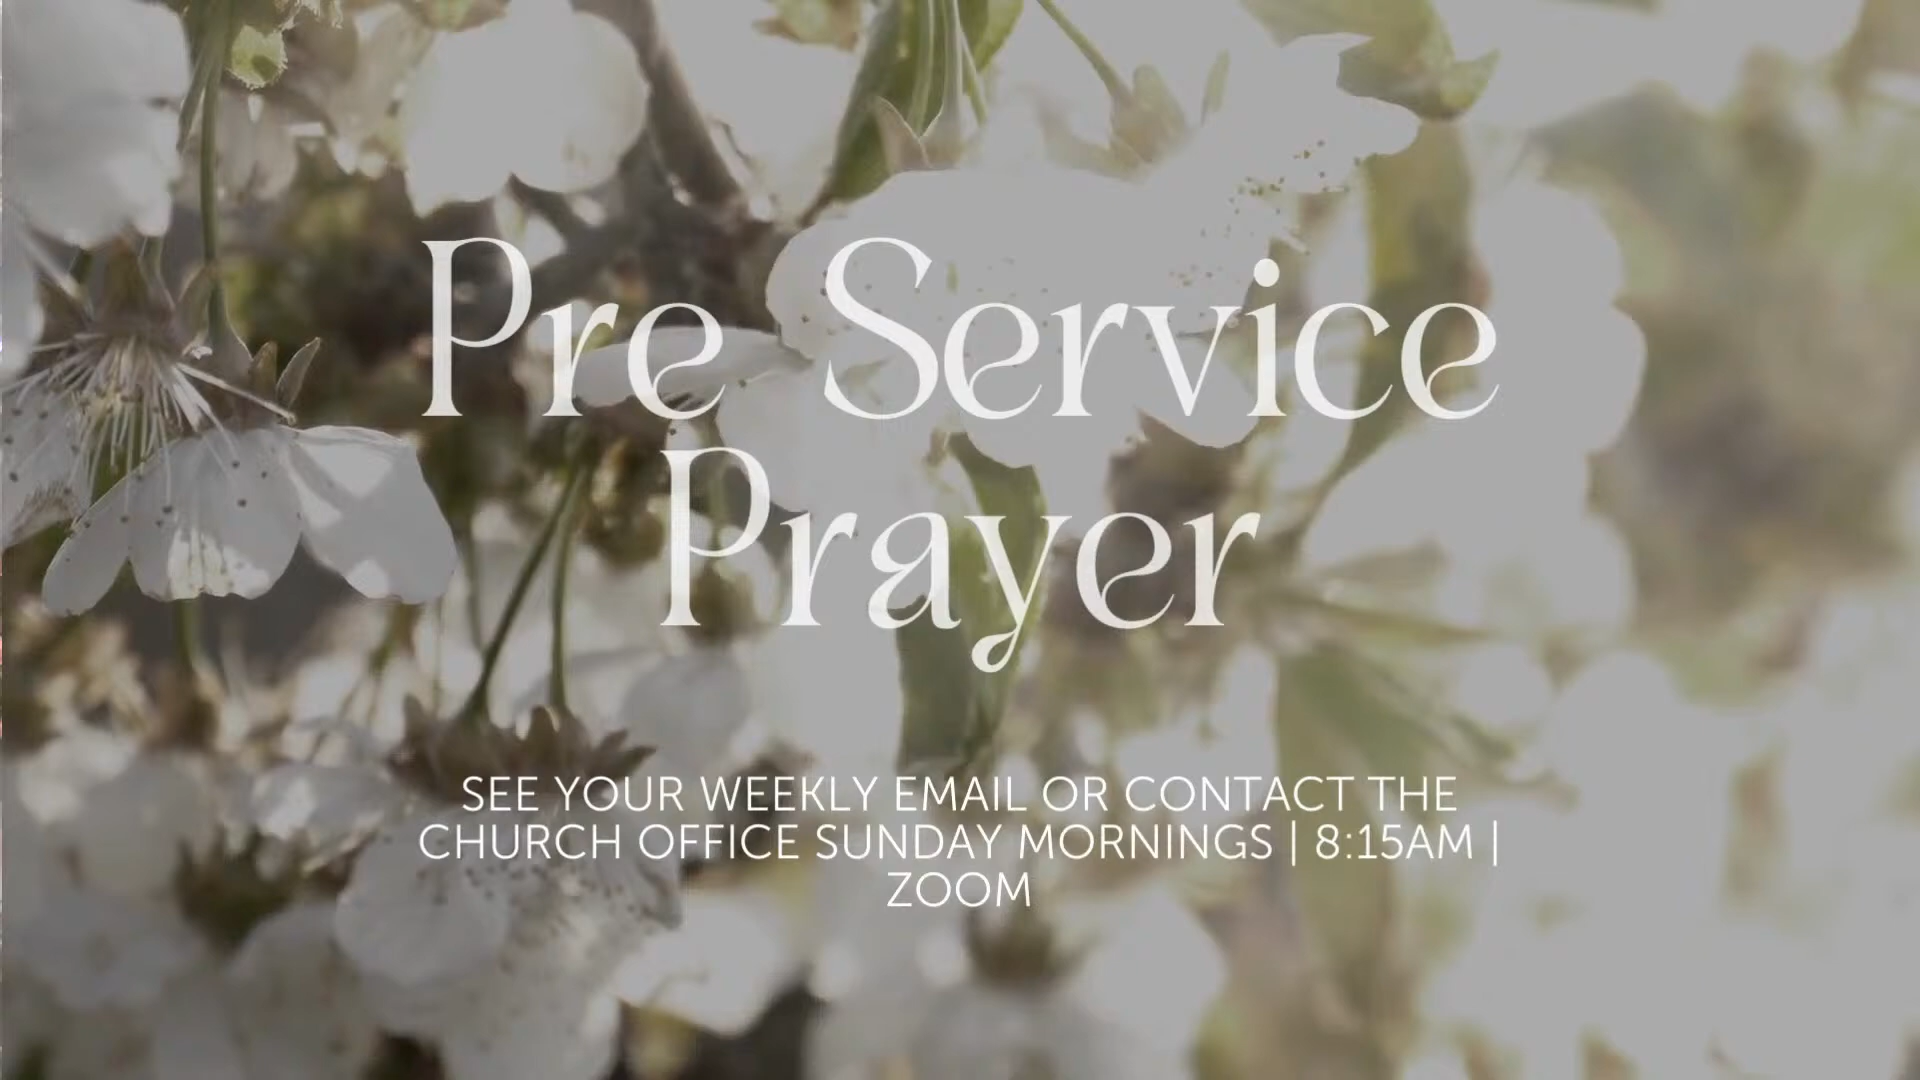 Pre Service
Prayer
SEE YOUR WEEKLY EMAIL OR CONTACT THE
CHURCH OFFICE SUNDAY MORNINGS | 8:15AM |
ZOOM